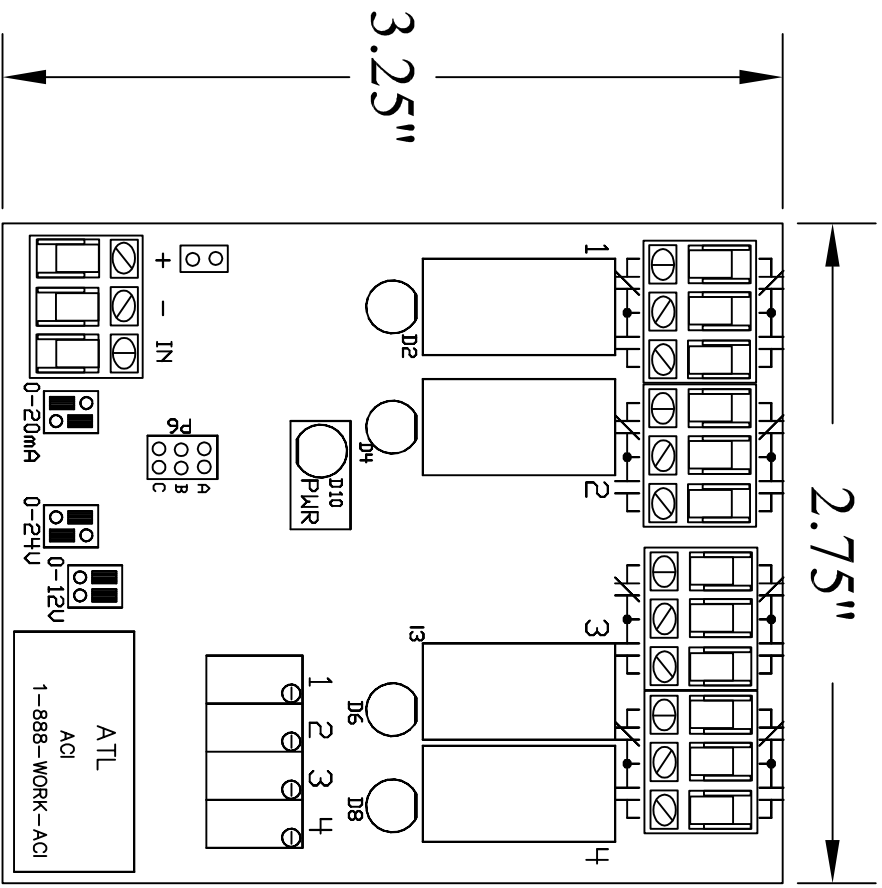 3.25"
2.75"
1
2
3
4
D2
D4
D10
PWR
I3
D6
D8
+
-
IN
P6
A
B
C
1
2
3
4
0-20mA
0-24V
0-12V
ATL
ACI
1-888-WORK-ACI